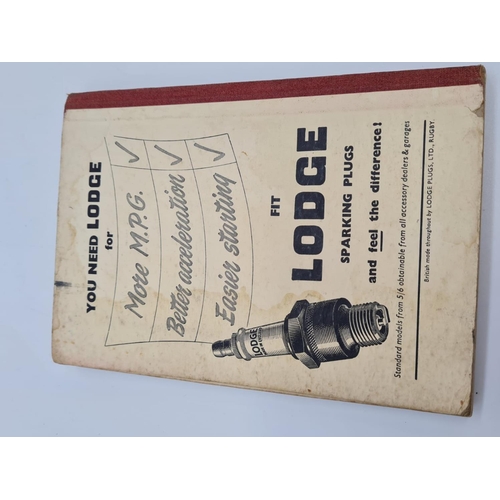 YOU NEED LODGE
for
More M.P.G. ✓
Better acceleration ✓
Easier starting ✓
LODGE
FIT
LODGE
SPARKING PLUGS
and feel the difference!
Standard models from 5/6 obtainable from all accessory dealers & garages
British made throughout by LODGE PLUGS, LTD., RUGBY.